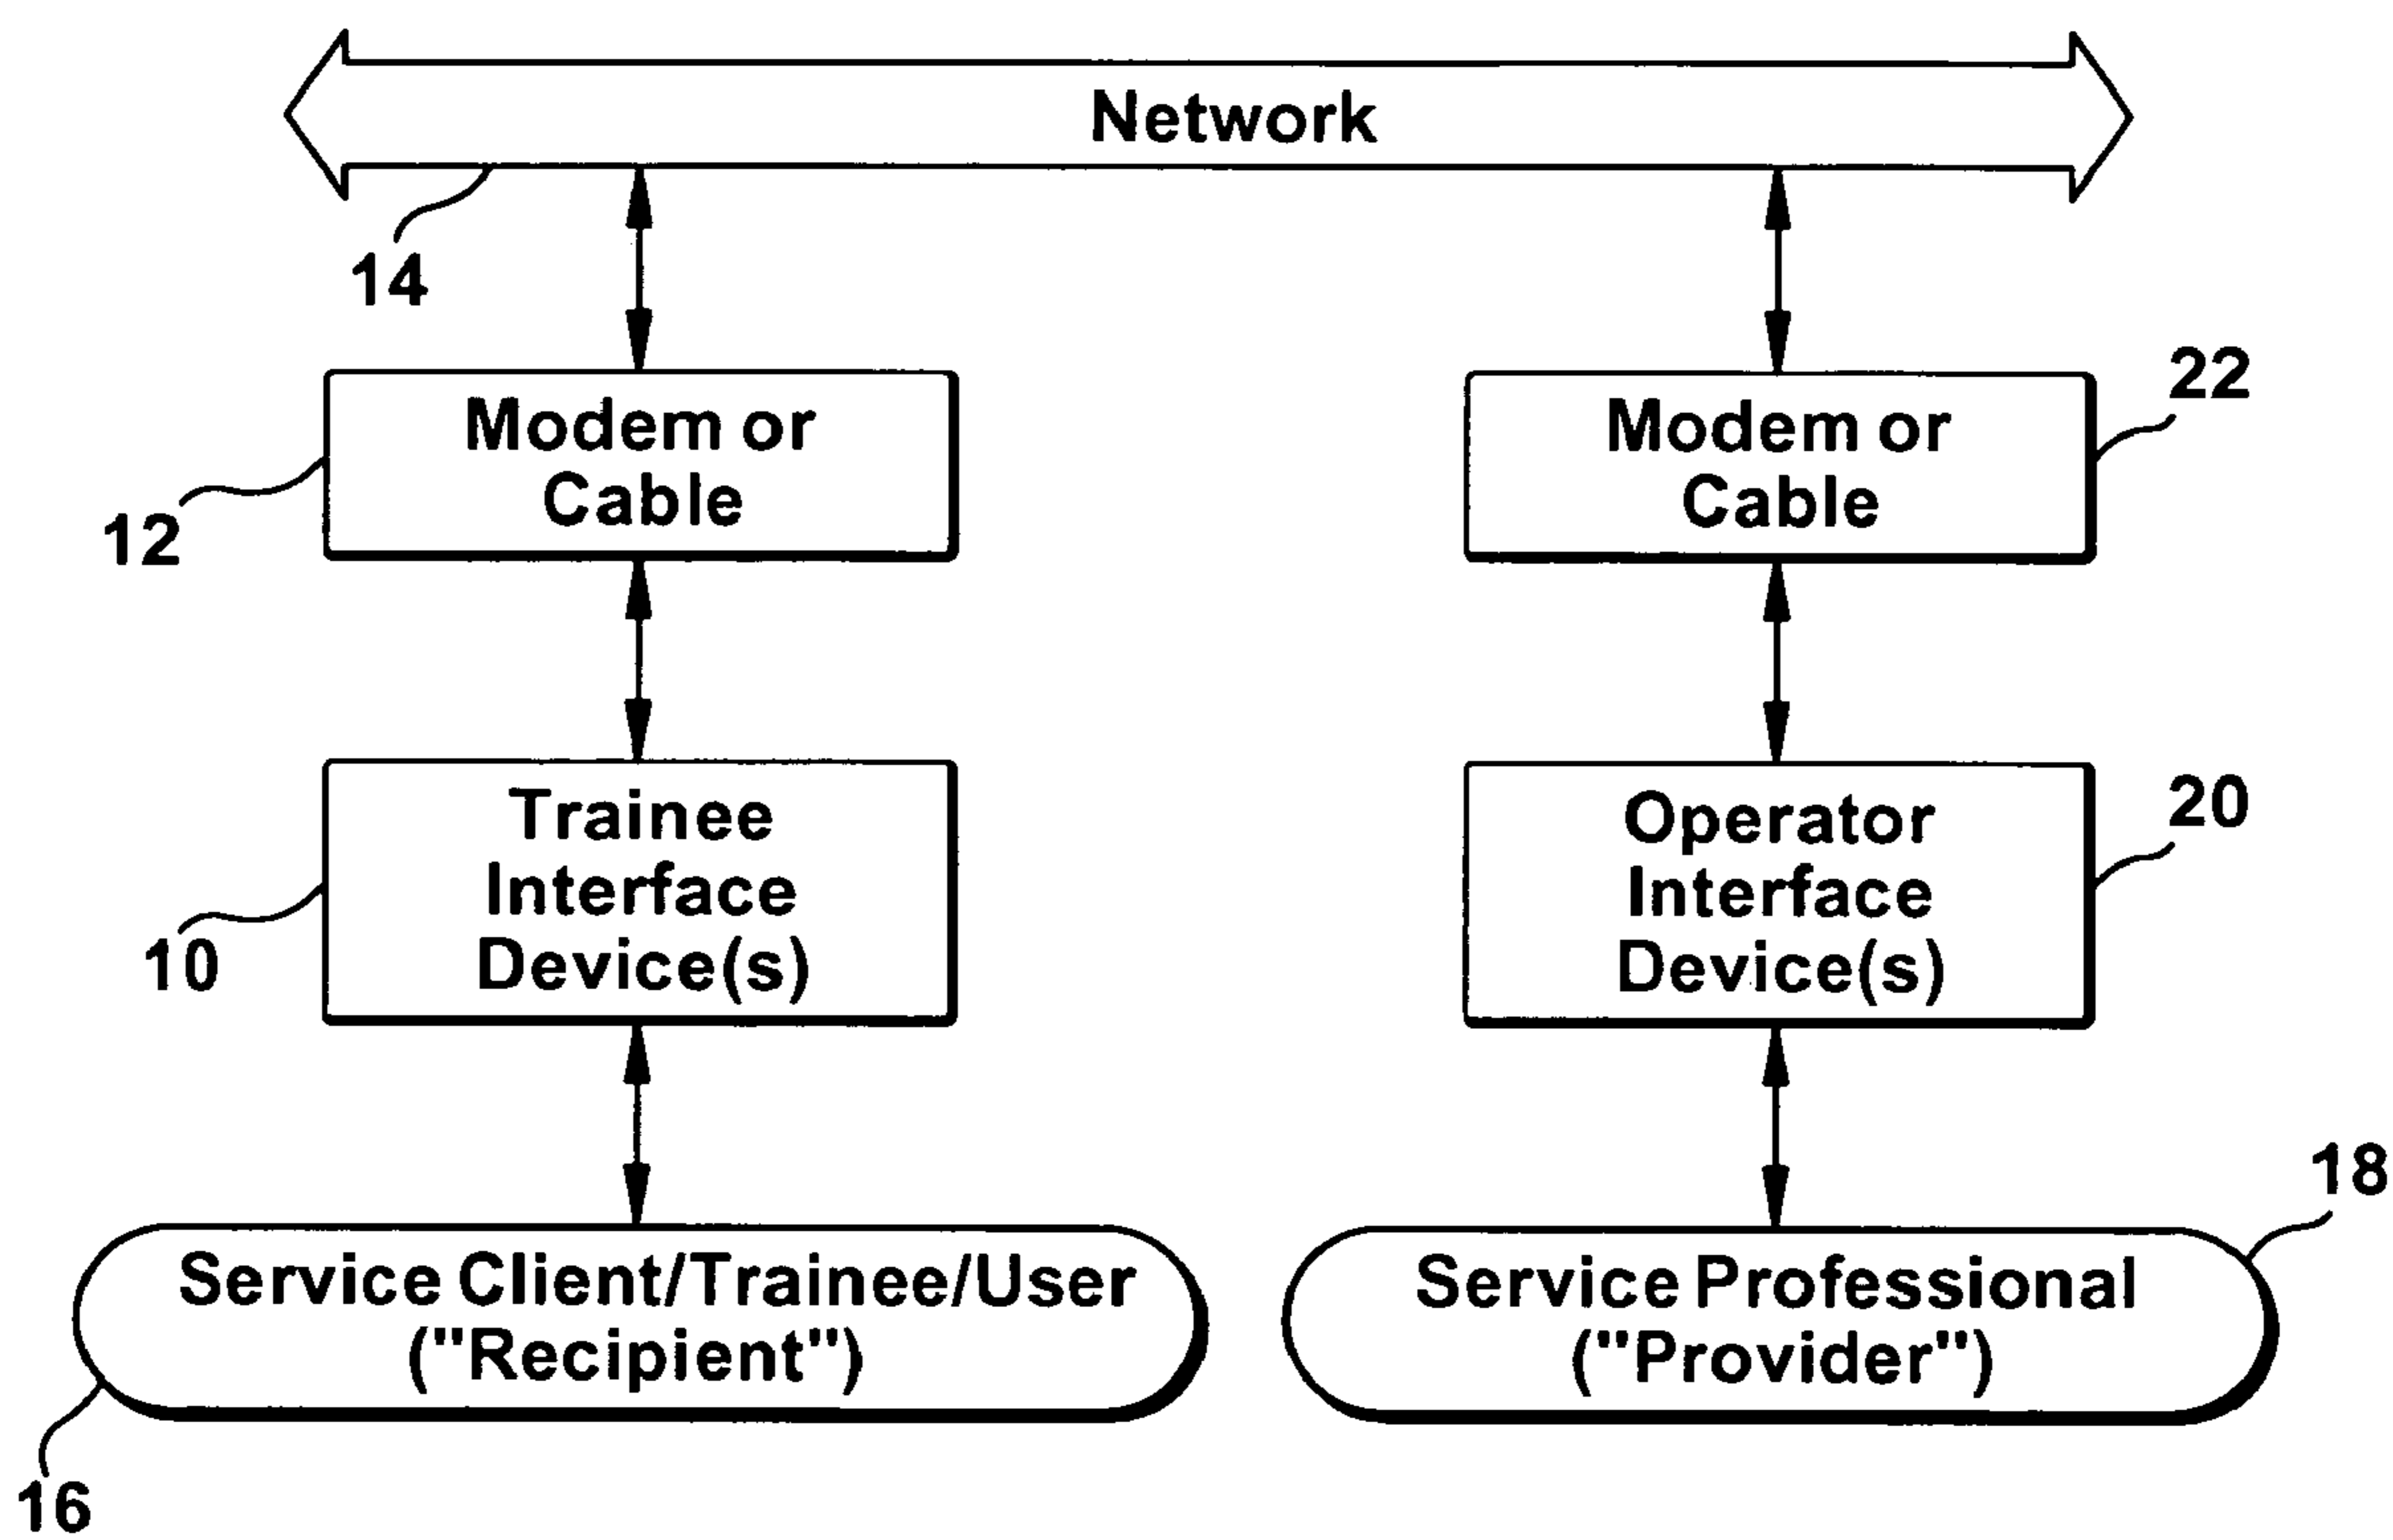 Network
14
Modem or
Cable
12
Modem or
Cable
22
Trainee
Interface
Device(s)
10
Operator
Interface
Device(s)
20
Service Client/Trainee/User
("Recipient")
16
Service Professional
("Provider")
18